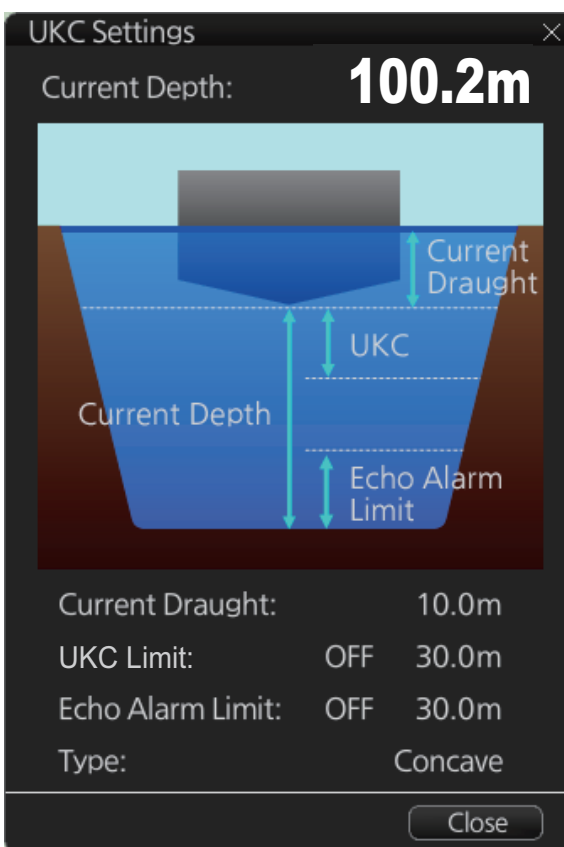 UKC Settings
Current Depth: 100.2m
Current
Draught
UKC
Current Depth
Echo Alarm
Limit
Current Draught: 10.0m
UKC Limit: OFF 30.0m
Echo Alarm Limit: OFF 30.0m
Type: Concave
Close